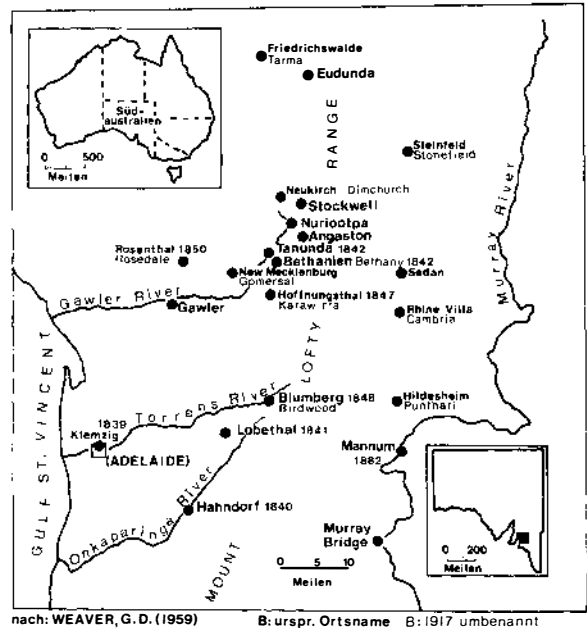 Friedrichswalde
Tarma
Eudunda
Süd-
australien
0 500
Meilen
RANGE
Steinfeld
Stonefield
Neukirch Dimchurch
Stockwell
Nuriootpa
Angaston
Tanunda 1842
Bethanien Bethany 1842
Rosenthal 1850
Rosedale
New Mecklenburg
Gomersal
Sedan
Murray River
Gawler River
Gawler
Hoffnungsthal 1847
Karawirra
Rhine Villa
Cambria
LOFTY
GULF ST. VINCENT
1839
Klemzig
(ADELAIDE)
Torrens River
Blumberg 1848
Birdwood
Hildesheim
Punthari
Lobethal 1841
Mannum
1882
Hahndorf 1840
Onkaparinga River
MOUNT
0 5 10
Meilen
Murray
Bridge
0 200
Meilen
nach: WEAVER, G.D. (1959) B: urspr. Ortsname B: 1917 umbenannt